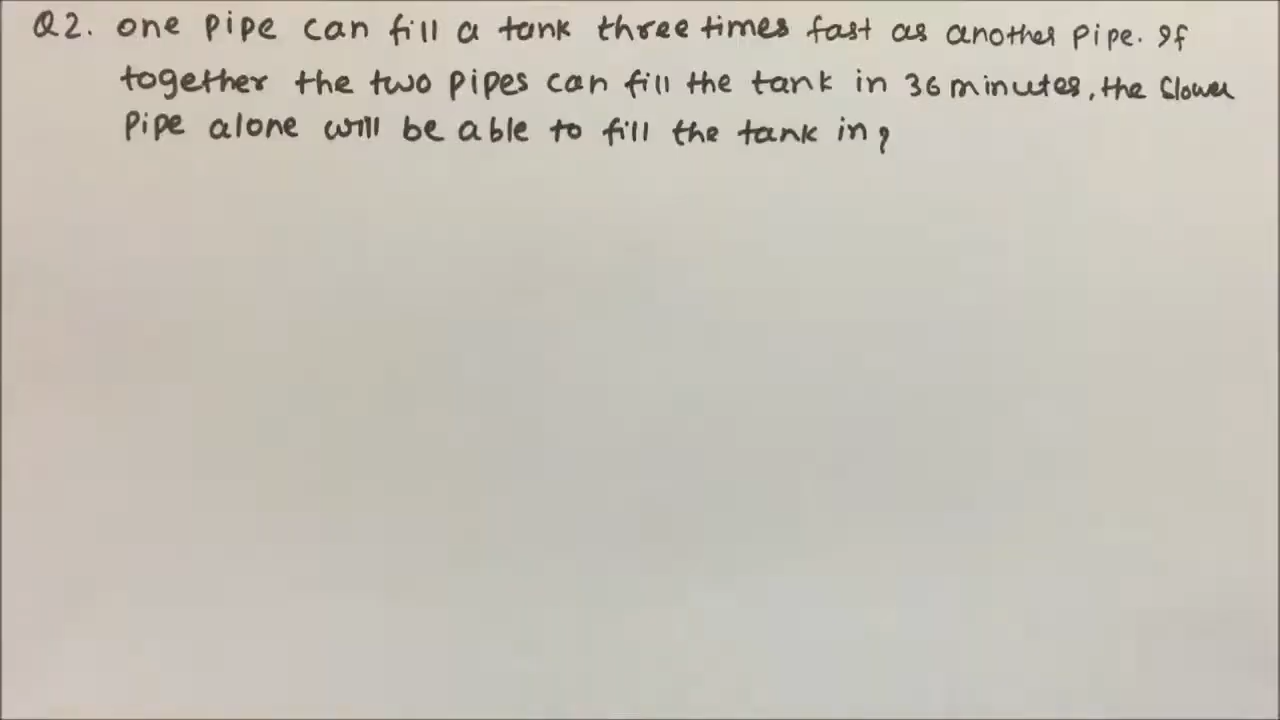 Q2. one pipe can fill a tank three times fast as another pipe. If
together the two pipes can fill the tank in 36 minutes, the slower
pipe alone will be able to fill the tank in?